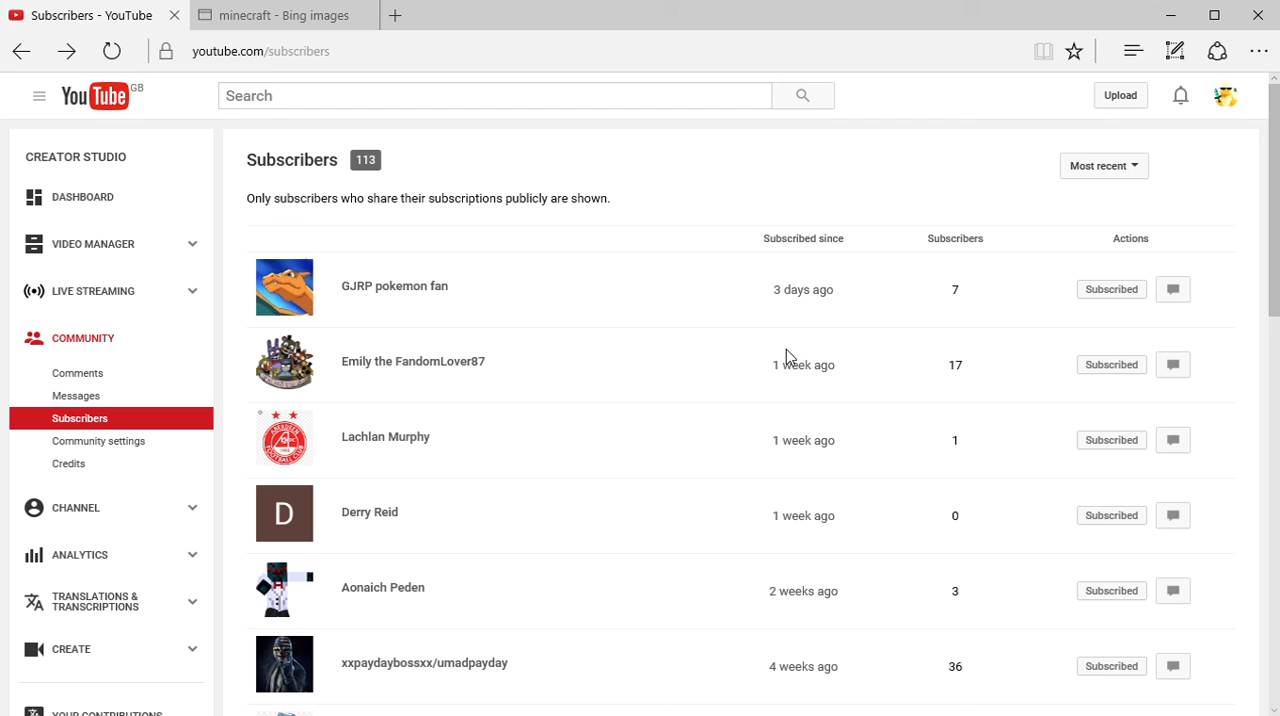 Subscribers - YouTube
minecraft - Bing images
youtube.com/subscribers
YouTube GB
Search
Upload
CREATOR STUDIO
DASHBOARD
VIDEO MANAGER
LIVE STREAMING
COMMUNITY
Comments
Messages
Subscribers
Community settings
Credits
CHANNEL
ANALYTICS
TRANSLATIONS &
TRANSCRIPTIONS
CREATE
YOUR CONTRIBUTIONS
Subscribers 113
Most recent
Only subscribers who share their subscriptions publicly are shown.
Subscribed since Subscribers Actions
GJRP pokemon fan 3 days ago 7 Subscribed
Emily the FandomLover87 1 week ago 17 Subscribed
ABERDEEN
Lachlan Murphy 1 week ago 1 Subscribed
D Derry Reid 1 week ago 0 Subscribed
Aonaich Peden 2 weeks ago 3 Subscribed
xxpaydaybossxx/umadpayday 4 weeks ago 36 Subscribed